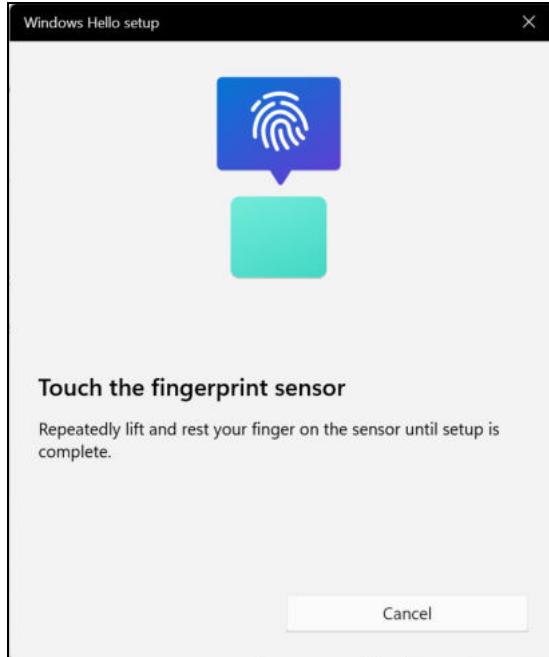 Windows Hello setup
Touch the fingerprint sensor
Repeatedly lift and rest your finger on the sensor until setup is
complete.
Cancel